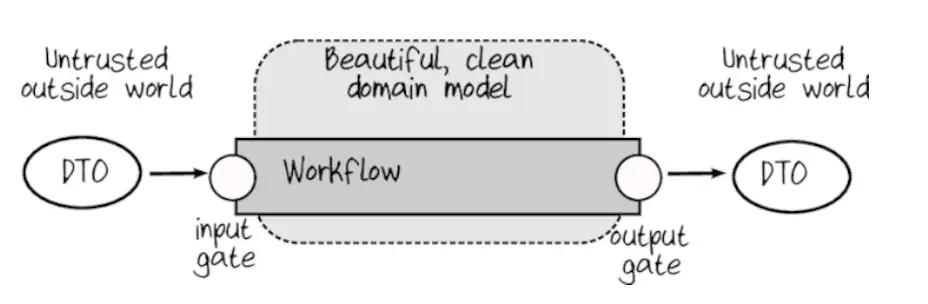 Untrusted
outside world
DTO
input
gate
Beautiful, clean
domain model
Workflow
output
gate
Untrusted
outside world
DTO